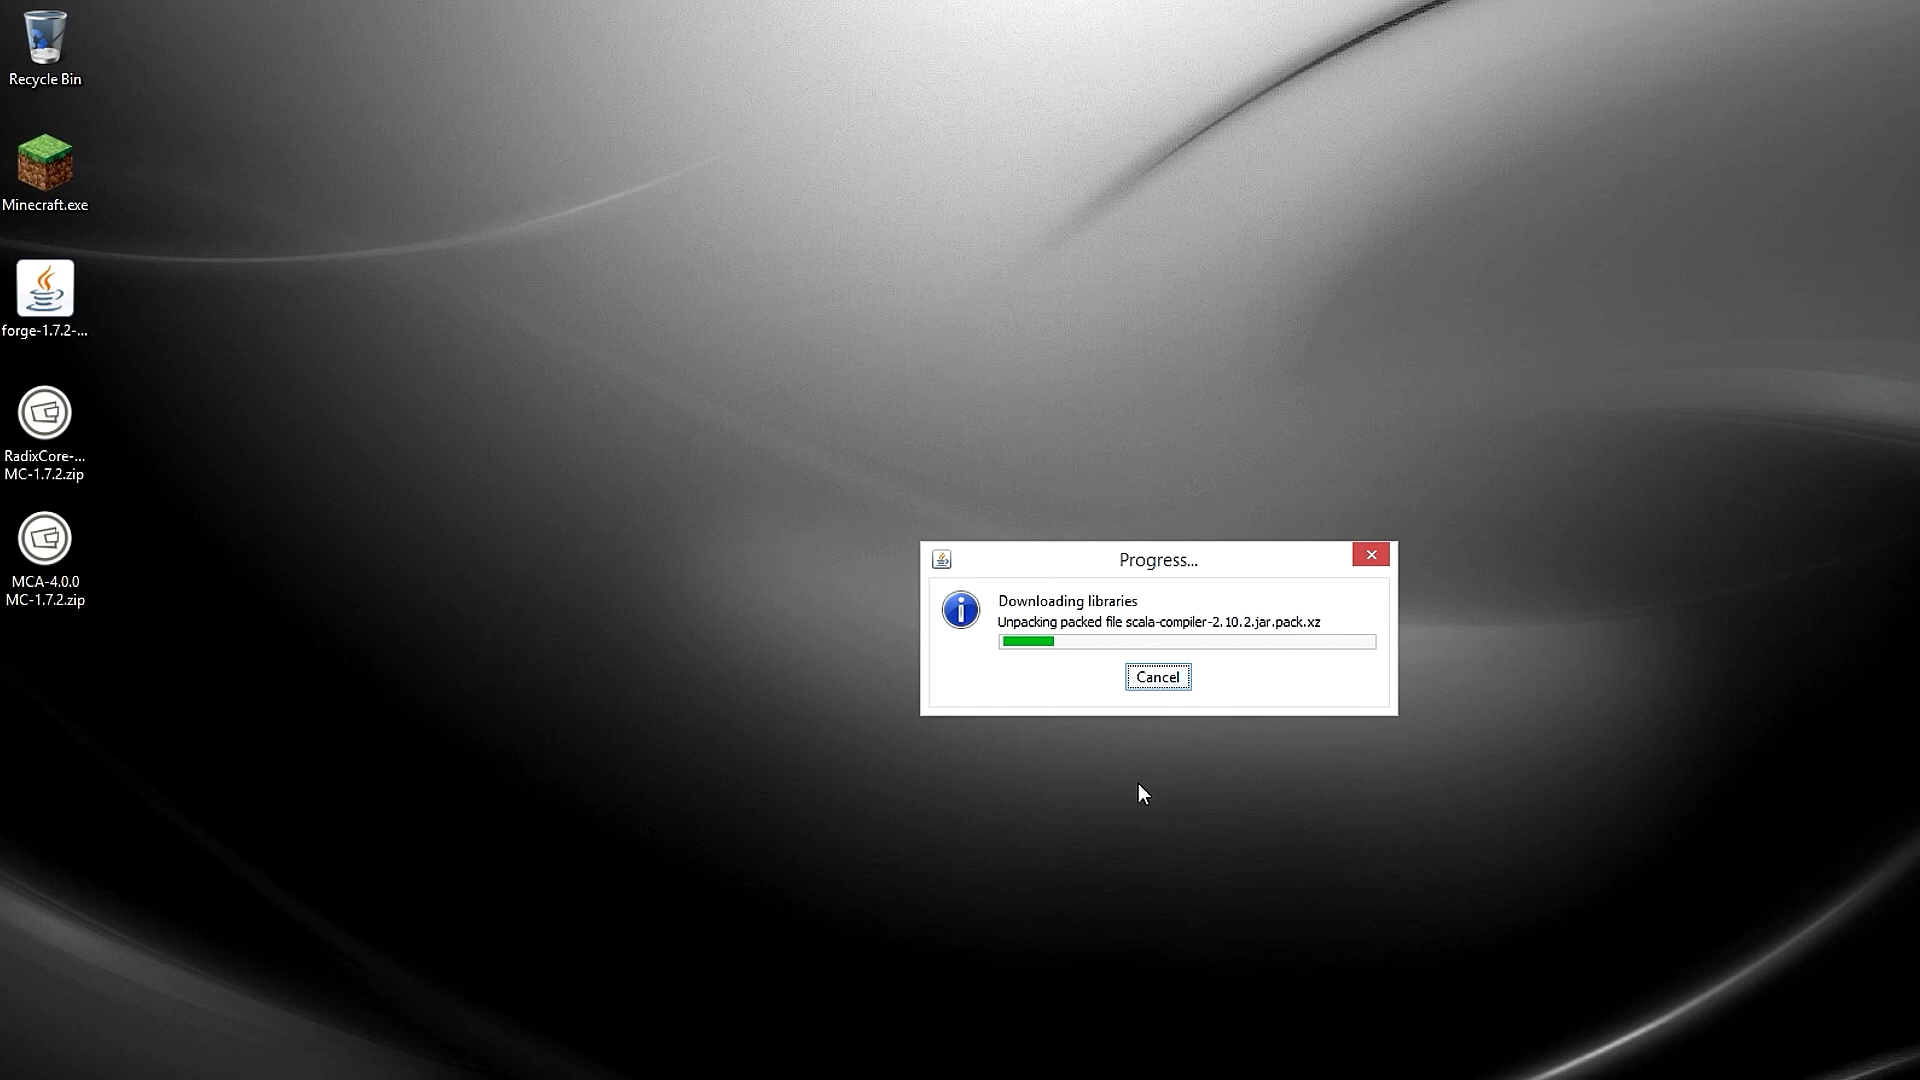 Recycle Bin
Minecraft.exe
forge-1.7.2-...
RadixCore-...
MC-1.7.2.zip
MCA-4.0.0
MC-1.7.2.zip
Progress...
Downloading libraries
Unpacking packed file scala-compiler-2.10.2.jar.pack.xz
Cancel